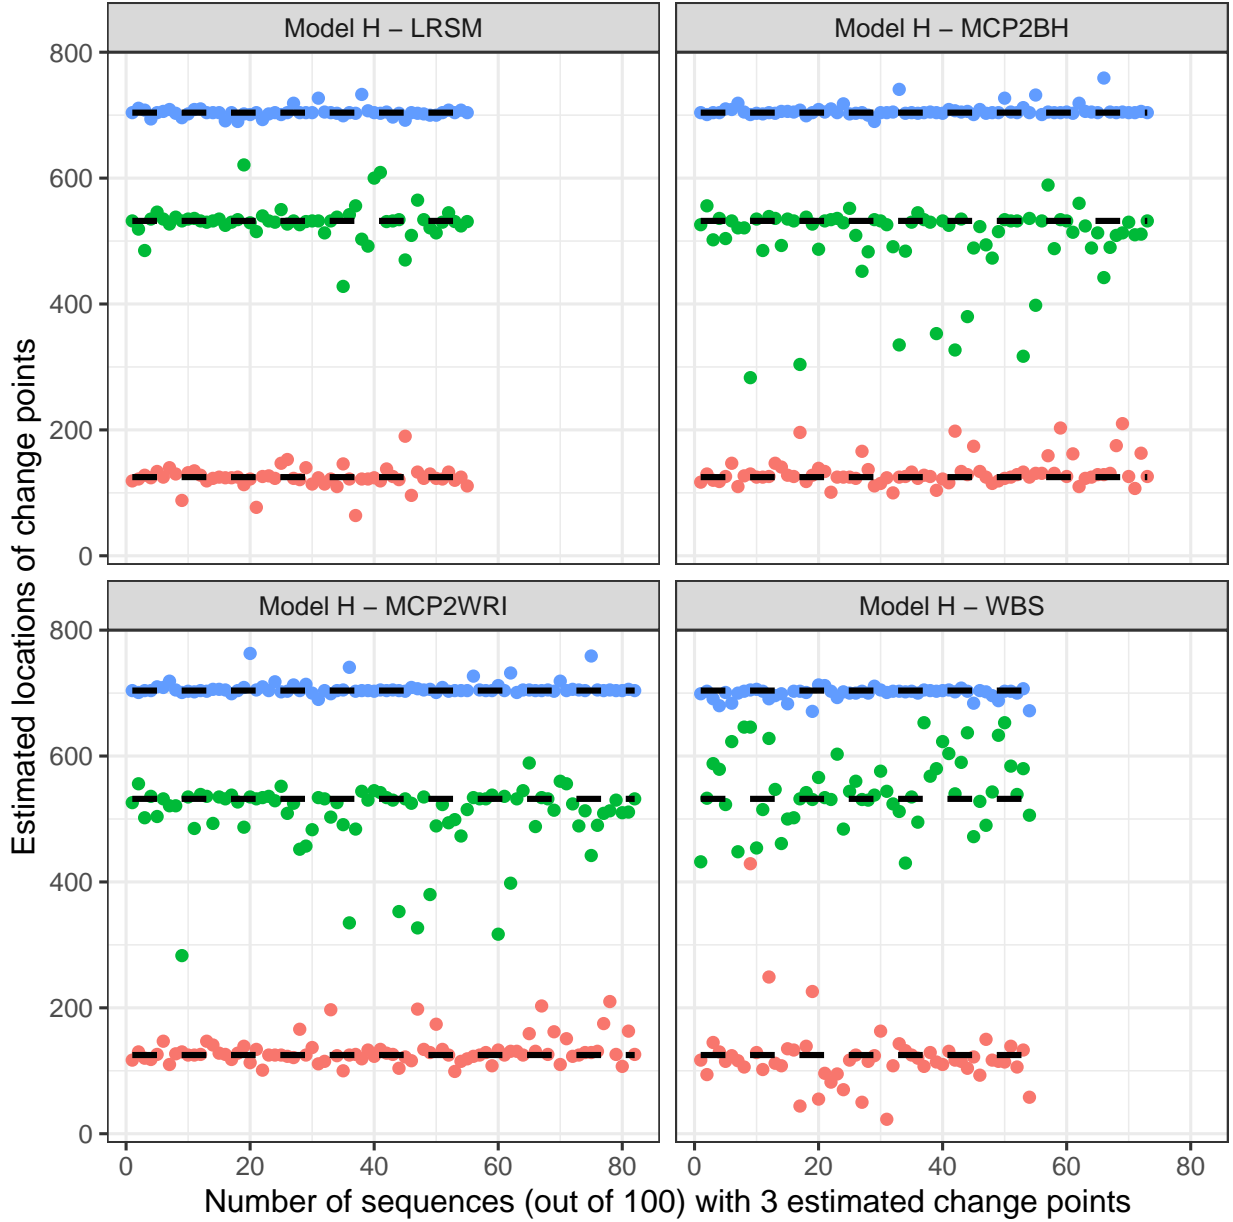 Model H – LRSM
Model H – MCP2BH
800
600
400
200
0
Model H – MCP2WRI
Model H – WBS
800
600
400
200
0
0 20 40 60 80
0 20 40 60 80
Estimated locations of change points
Number of sequences (out of 100) with 3 estimated change points